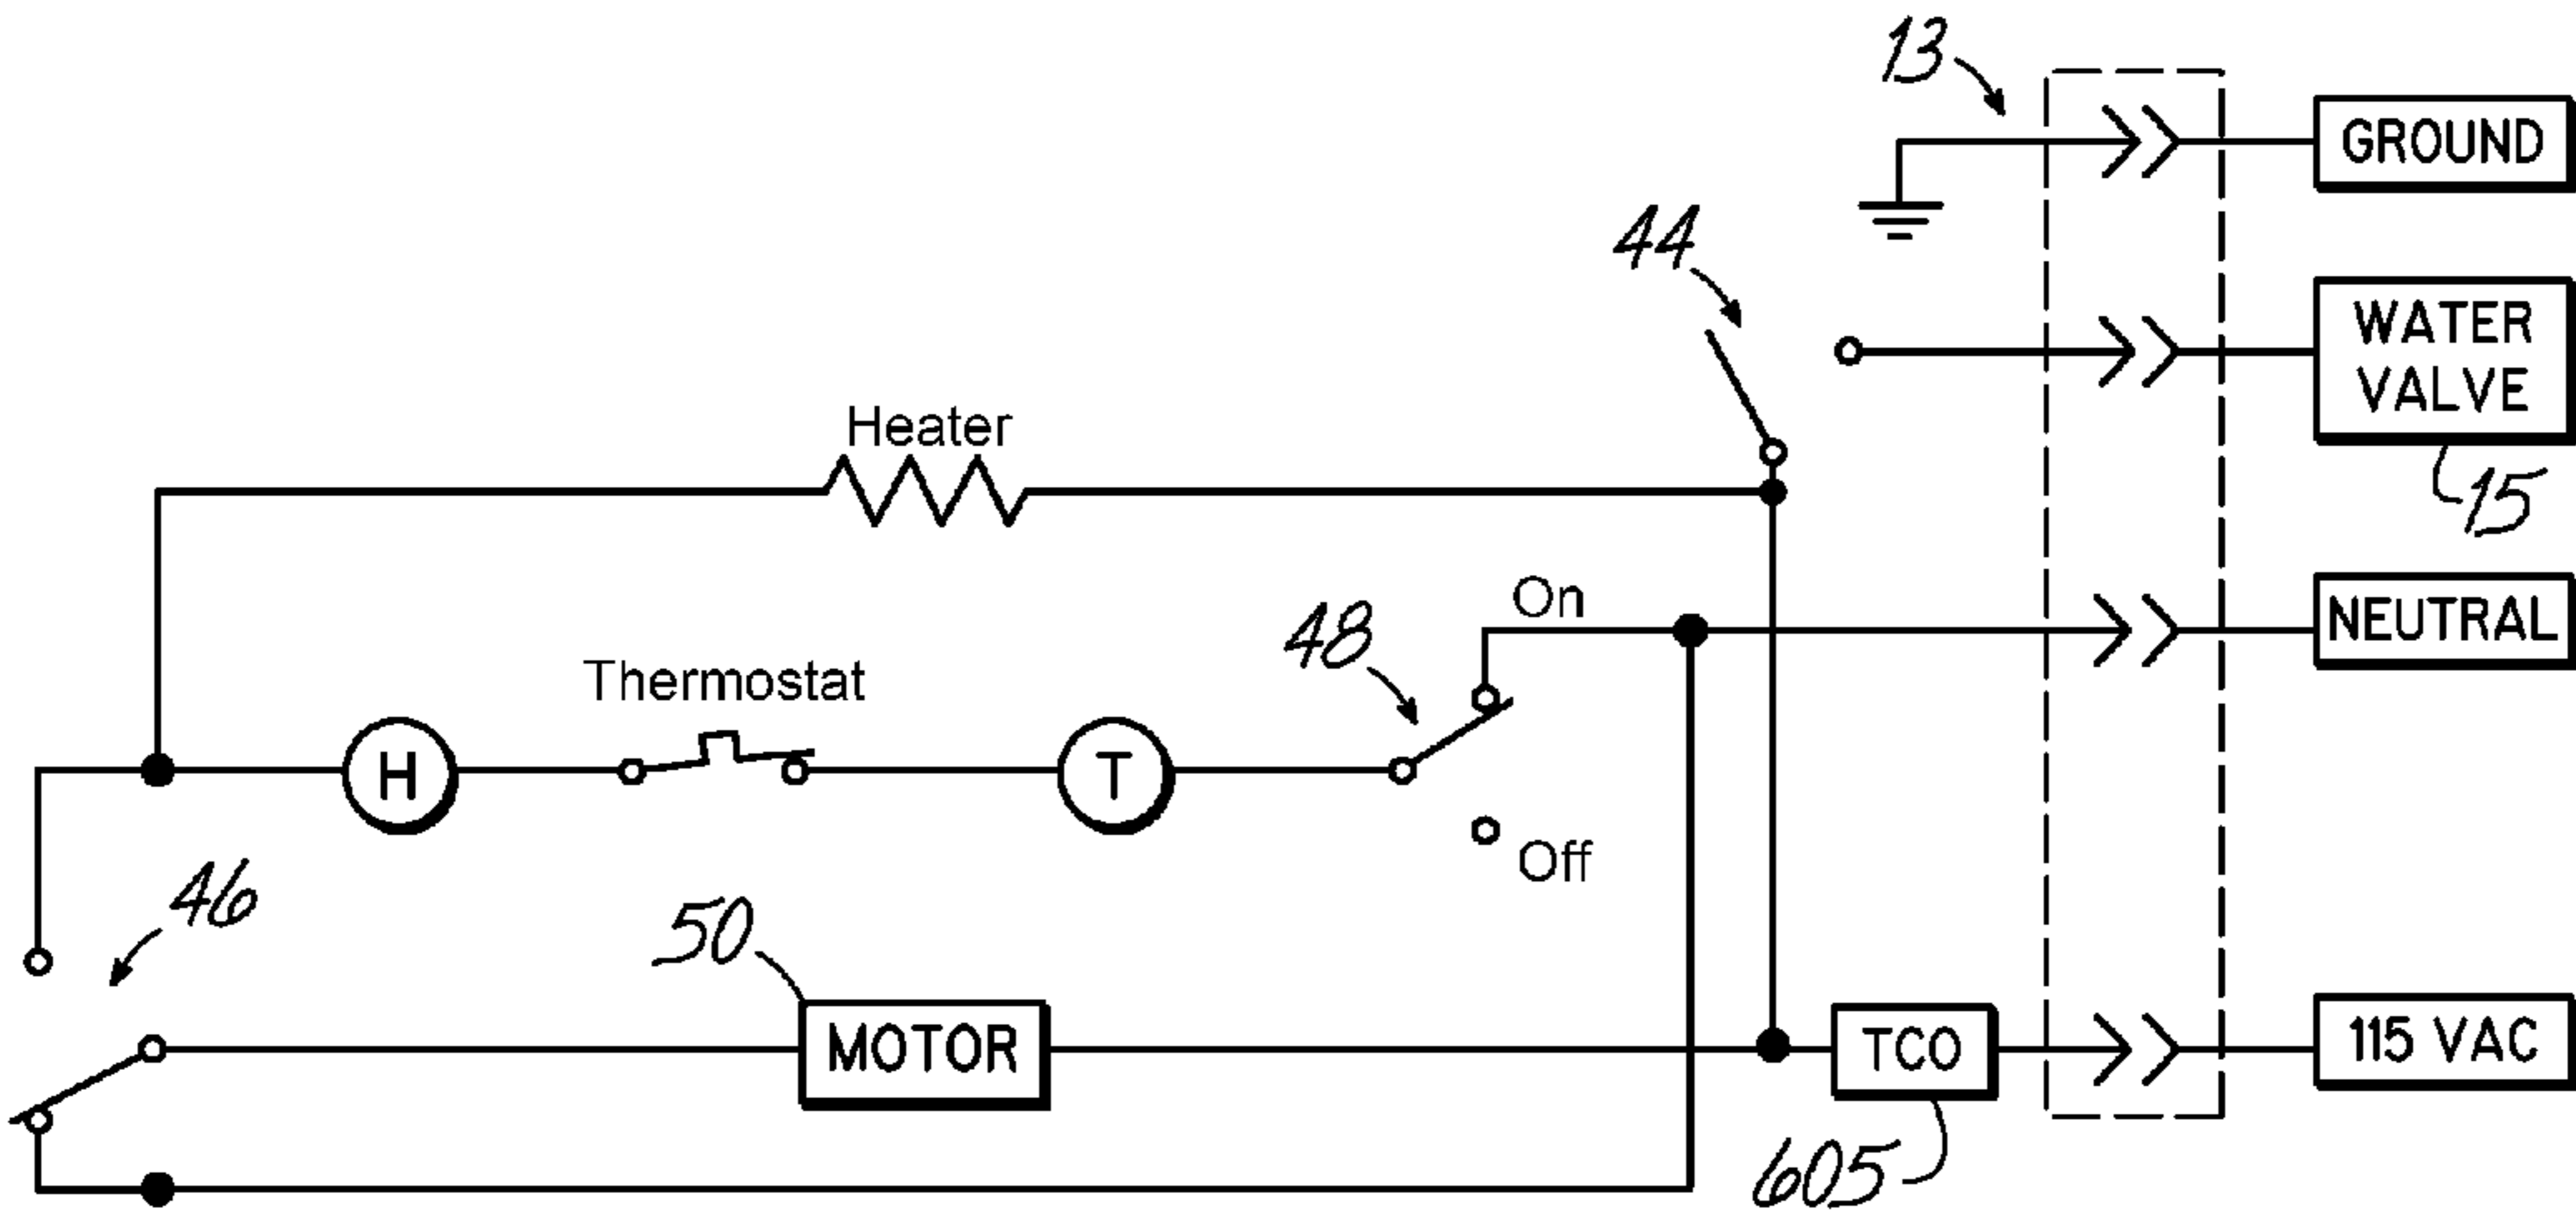 13
GROUND
44
WATER
VALVE
15
Heater
On
NEUTRAL
48
Thermostat
H
T
Off
46
50
MOTOR
TCO
115 VAC
605